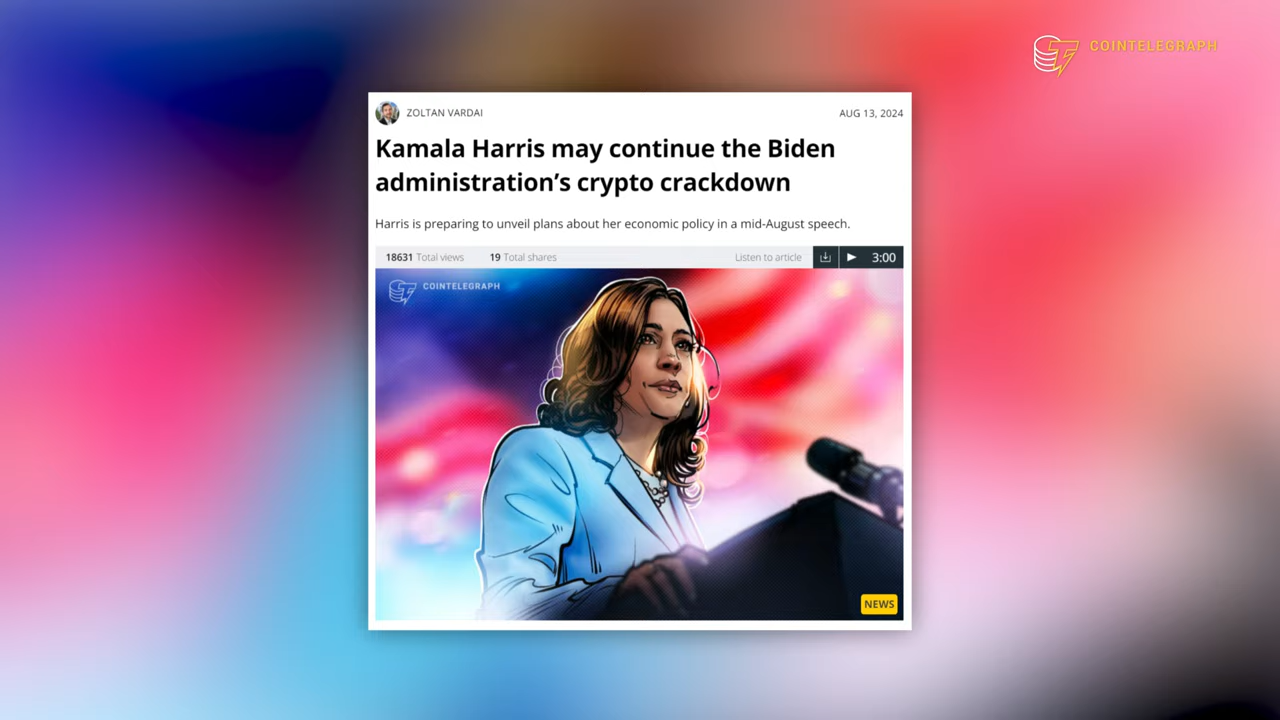 COINTELEGRAPH
ZOLTAN VARDAI
AUG 13, 2024
Kamala Harris may continue the Biden
administration’s crypto crackdown
Harris is preparing to unveil plans about her economic policy in a mid-August speech.
18631 Total views 19 Total shares Listen to article 3:00
COINTELEGRAPH
NEWS